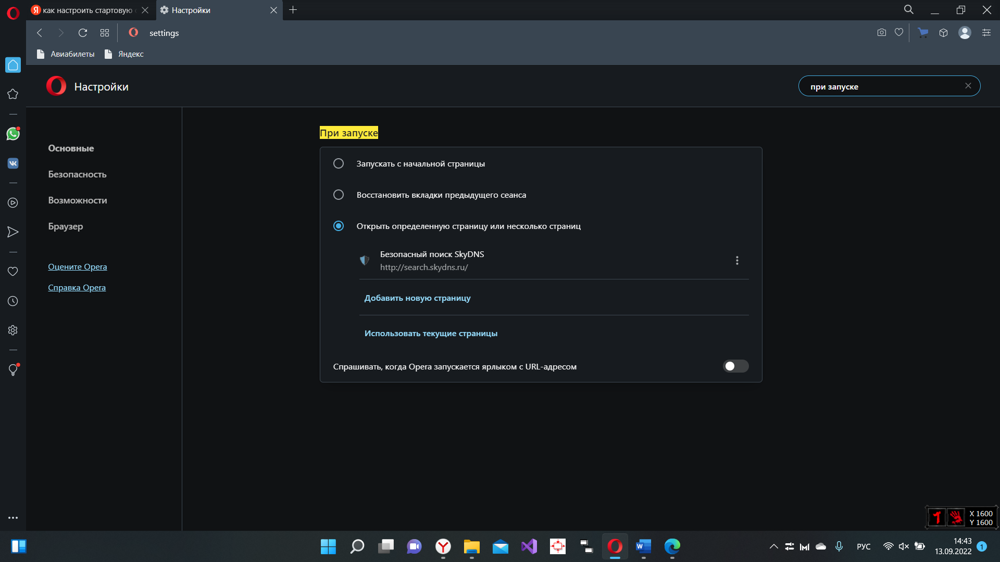 как настроить стартовую
Настройки
settings
Авиабилеты
Яндекс
Настройки
при запуске
При запуске
Основные
Безопасность
Возможности
Браузер
Оцените Opera
Справка Opera
Запускать с начальной страницы
Восстановить вкладки предыдущего сеанса
Открыть определенную страницу или несколько страниц
Безопасный поиск SkyDNS
http://search.skydns.ru/
Добавить новую страницу
Использовать текущие страницы
Спрашивать, когда Opera запускается ярлыком с URL-адресом
X 1600
Y 1600
РУС
14:43
13.09.2022
1